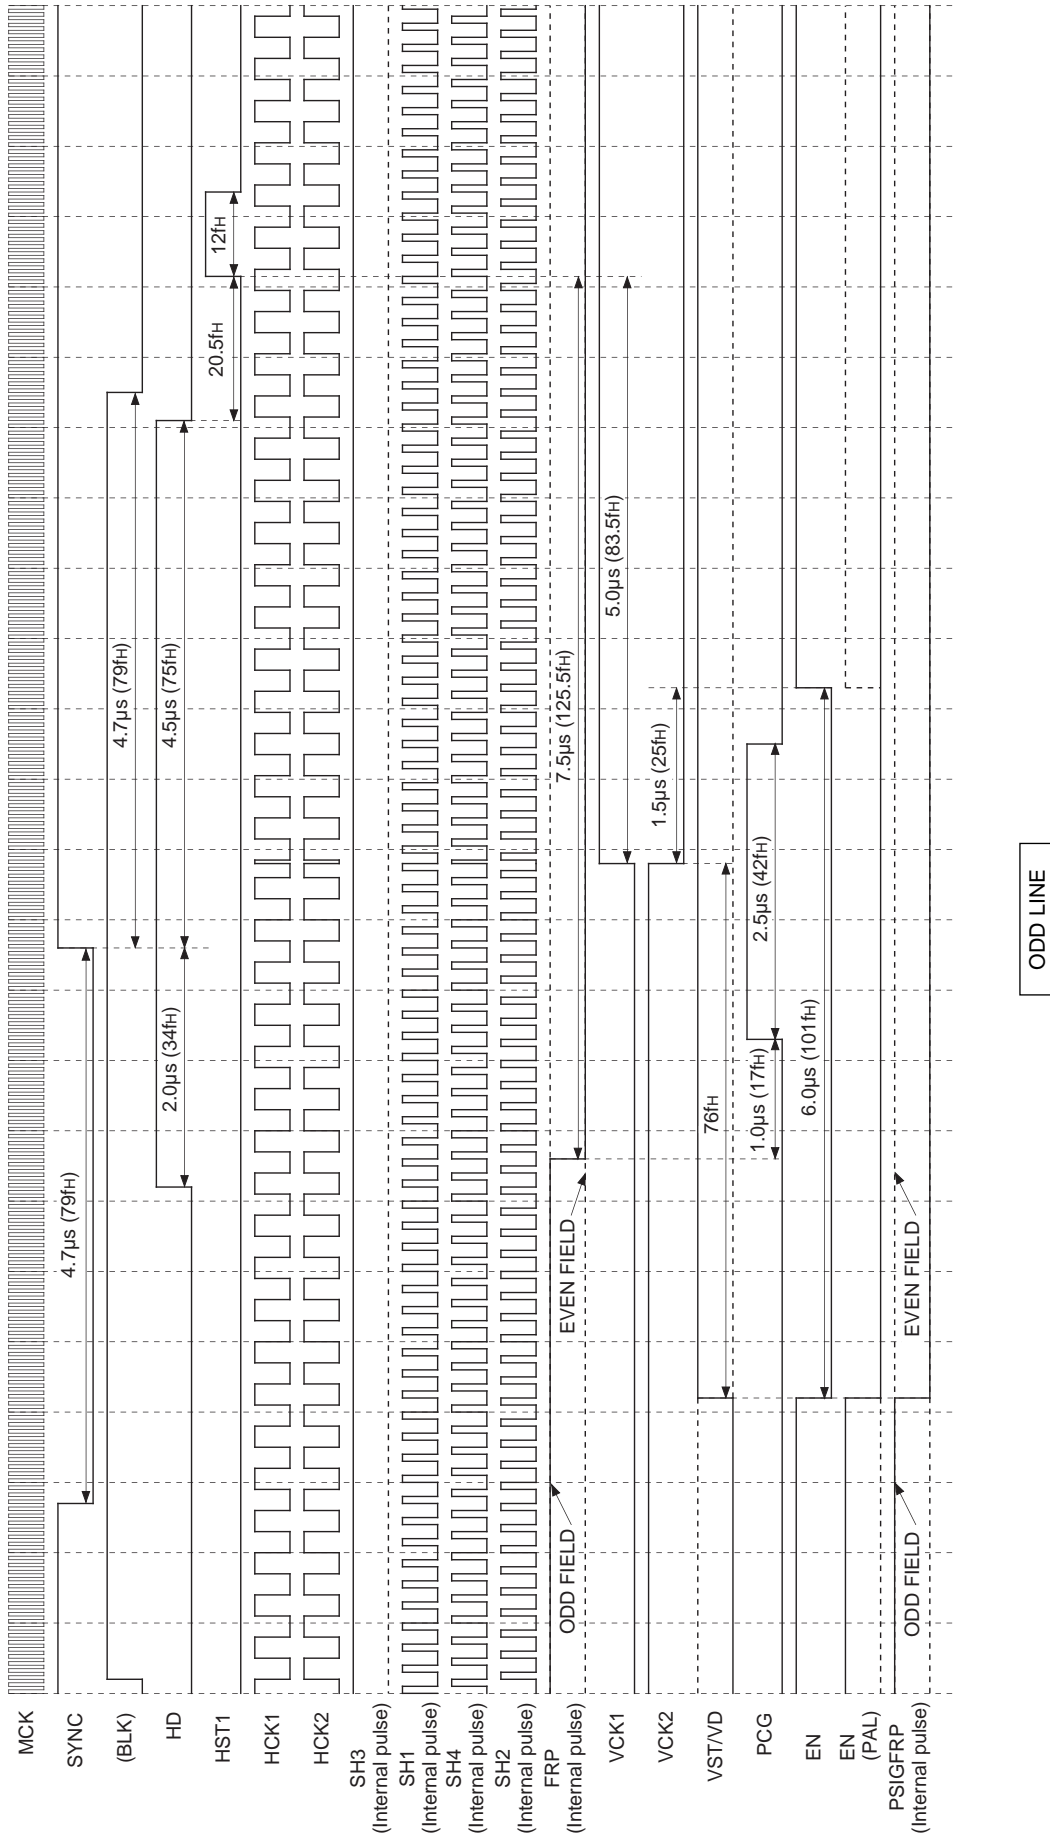 MCK
SYNC
(BLK)
HD
HST1
HCK1
HCK2
SH3
(Internal pulse)
SH1
(Internal pulse)
SH4
(Internal pulse)
SH2
(Internal pulse)
FRP
(Internal pulse)
VCK1
VCK2
VST/VD
PCG
EN
EN
(PAL)
PSIGFRP
(Internal pulse)
4.7µs (79fH)
4.7µs (79fH)
2.0µs (34fH)
4.5µs (75fH)
20.5fH
12fH
ODD FIELD
EVEN FIELD
7.5µs (125.5fH)
5.0µs (83.5fH)
1.5µs (25fH)
76fH
1.0µs (17fH)
2.5µs (42fH)
6.0µs (101fH)
ODD FIELD
EVEN FIELD
ODD LINE